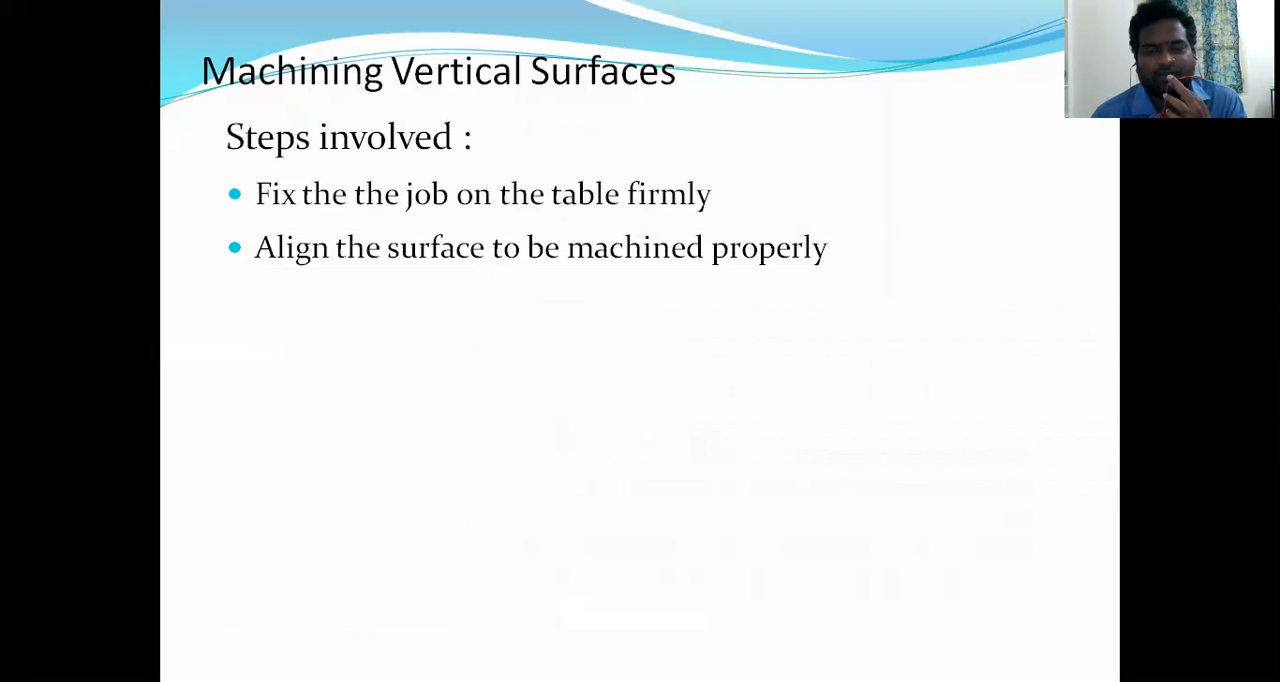 Machining Vertical Surfaces
Steps involved :
Fix the the job on the table firmly
Align the surface to be machined properly